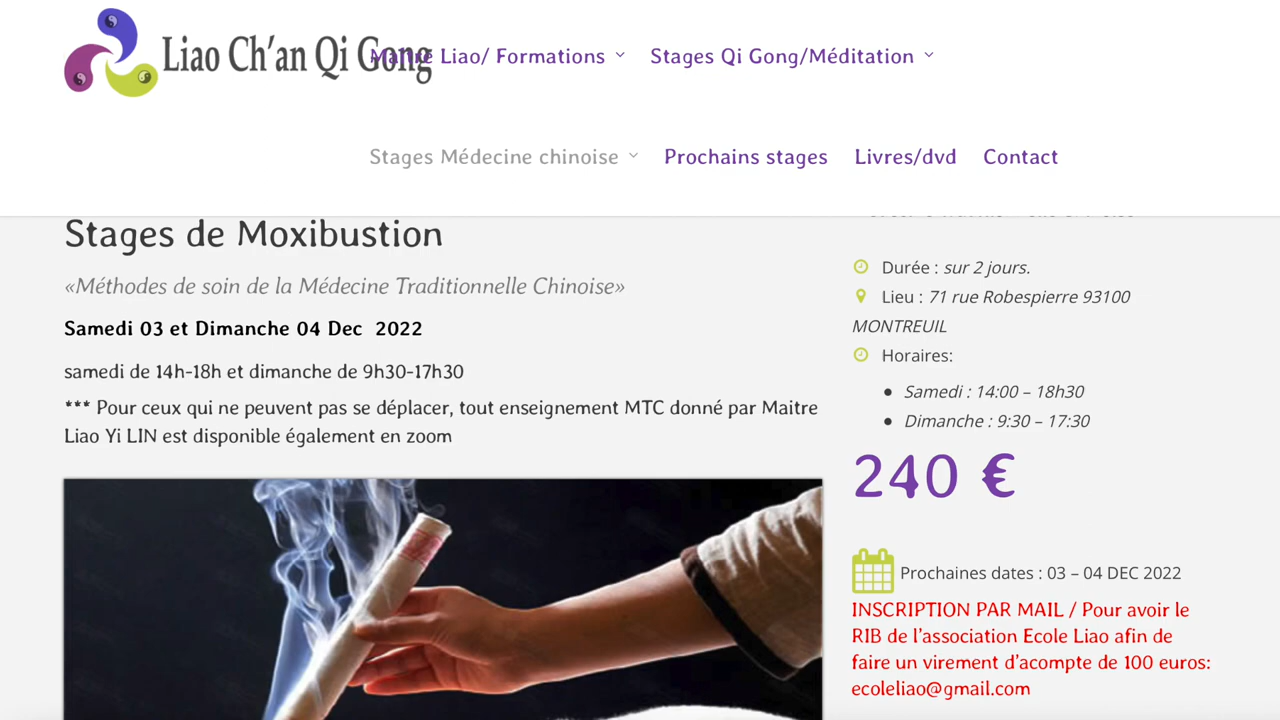 Liao Ch'an Qi Gong
Maitre Liao/ Formations
Stages Qi Gong/Méditation
Stages Médecine chinoise
Prochains stages
Livres/dvd
Contact
Stages de Moxibustion
«Méthodes de soin de la Médecine Traditionnelle Chinoise»
Samedi 03 et Dimanche 04 Dec 2022
samedi de 14h-18h et dimanche de 9h30-17h30
*** Pour ceux qui ne peuvent pas se déplacer, tout enseignement MTC donné par Maitre
Liao Yi LIN est disponible également en zoom
Durée : sur 2 jours.
Lieu : 71 rue Robespierre 93100
MONTREUIL
Horaires:
• Samedi : 14:00 – 18h30
• Dimanche : 9:30 – 17:30
240 €
Prochaines dates : 03 – 04 DEC 2022
INSCRIPTION PAR MAIL / Pour avoir le
RIB de l'association Ecole Liao afin de
faire un virement d'acompte de 100 euros:
ecoleliao@gmail.com